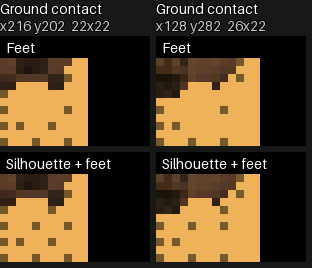 Ground contact
x216 y202 22x22
Feet
Silhouette + feet
Ground contact
x128 y282 26x22
Feet
Silhouette + feet